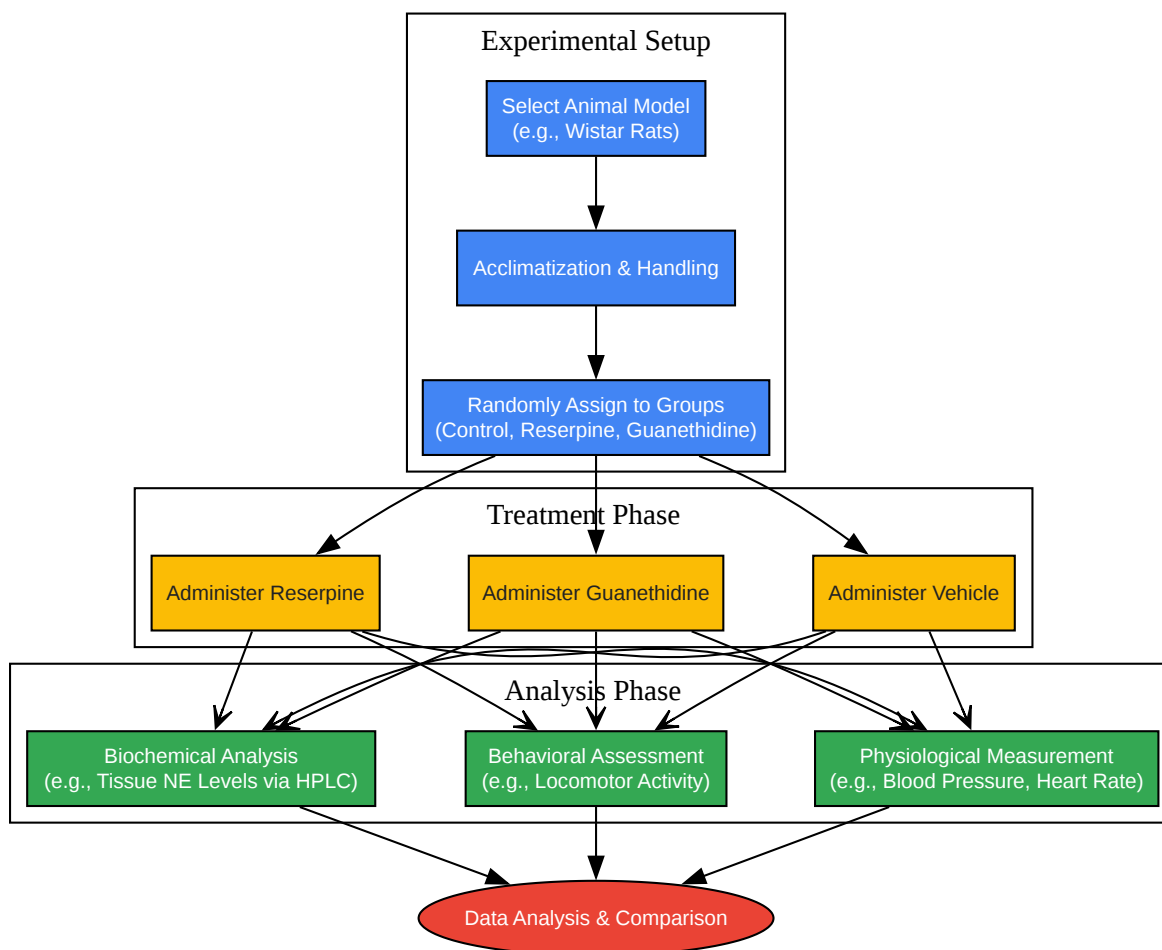 Experimental Setup
Select Animal Model
(e.g., Wistar Rats)
Acclimatization & Handling
Randomly Assign to Groups
(Control, Reserpine, Guanethidine)
Treatment Phase
Administer Reserpine
Administer Guanethidine
Administer Vehicle
Analysis Phase
Biochemical Analysis
(e.g., Tissue NE Levels via HPLC)
Behavioral Assessment
(e.g., Locomotor Activity)
Physiological Measurement
(e.g., Blood Pressure, Heart Rate)
Data Analysis & Comparison